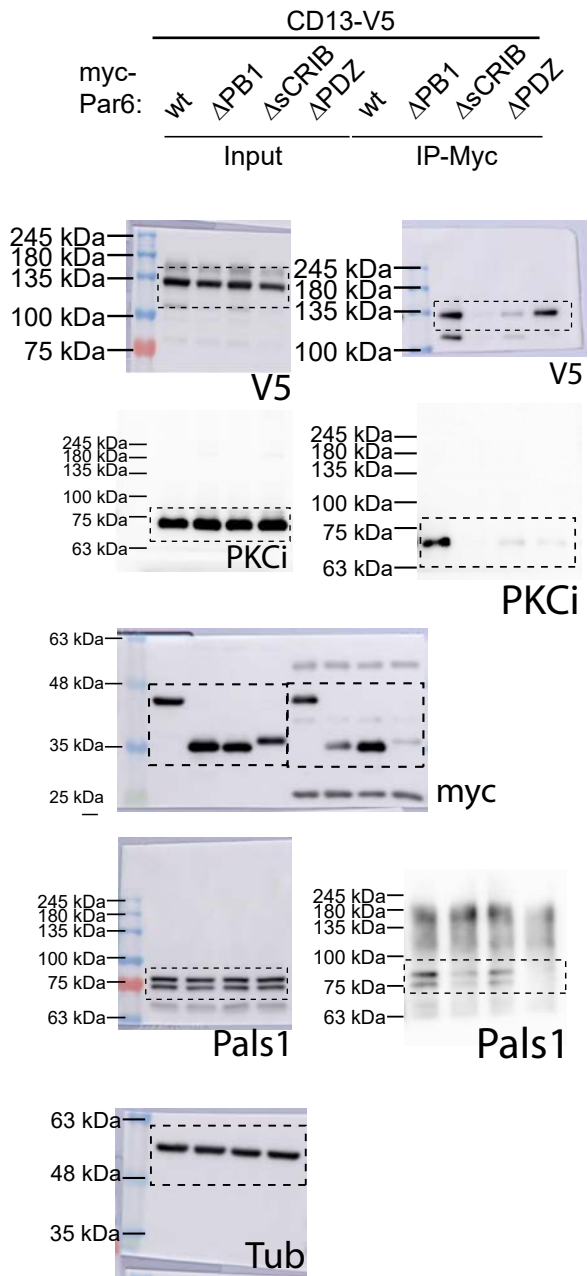 CD13-V5
myc-
Par6:
wt ΔPB1 ΔsCRIB ΔPDZ wt ΔPB1 ΔsCRIB ΔPDZ
Input IP-Myc
245 kDa
180 kDa
135 kDa
100 kDa
75 kDa
V5
245 kDa
180 kDa
135 kDa
100 kDa
V5
245 kDa
180 kDa
135 kDa
100 kDa
75 kDa
63 kDa
PKCi
245 kDa
180 kDa
135 kDa
100 kDa
75 kDa
63 kDa
PKCi
63 kDa
48 kDa
35 kDa
25 kDa
myc
245 kDa
180 kDa
135 kDa
100 kDa
75 kDa
63 kDa
Pals1
245 kDa
180 kDa
135 kDa
100 kDa
75 kDa
63 kDa
Pals1
63 kDa
48 kDa
35 kDa
Tub